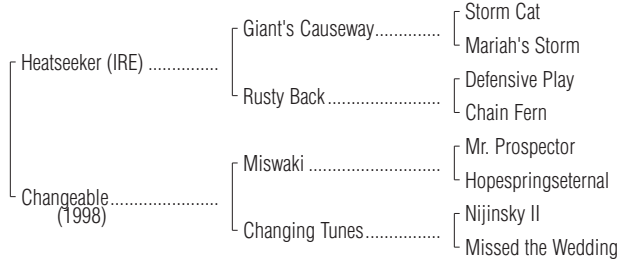 Storm Cat
Giant's Causeway..............
Mariah's Storm
Heatseeker (IRE) ...............
Defensive Play
Rusty Back........................
Chain Fern
Mr. Prospector
Miswaki ............................
Hopespringseternal
Changeable.......................
(1998)
Nijinsky II
Changing Tunes................
Missed the Wedding